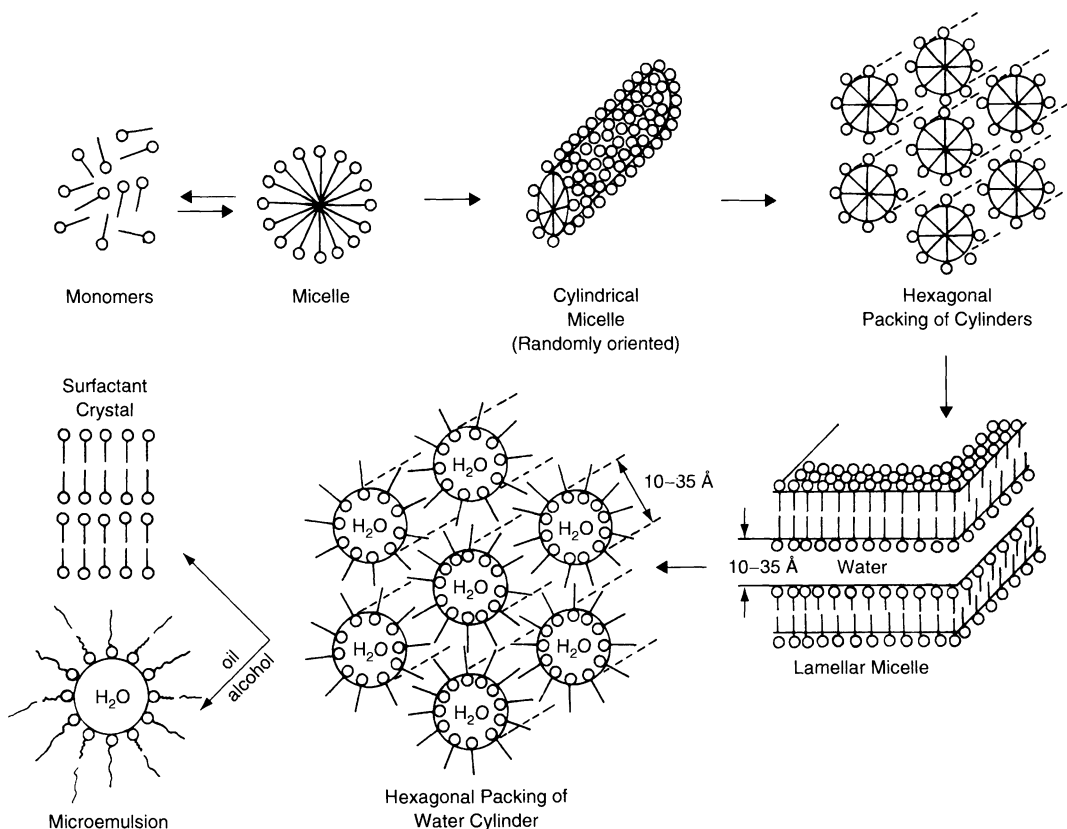 Monomers
Micelle
Cylindrical
Micelle
(Randomly oriented)
Hexagonal
Packing of Cylinders
Surfactant
Crystal
H₂O
H₂O
H₂O
H₂O
H₂O
H₂O
H₂O
10–35 Å
10–35 Å
Water
Lamellar Micelle
oil
alcohol
H₂O
Microemulsion
Hexagonal Packing of
Water Cylinder